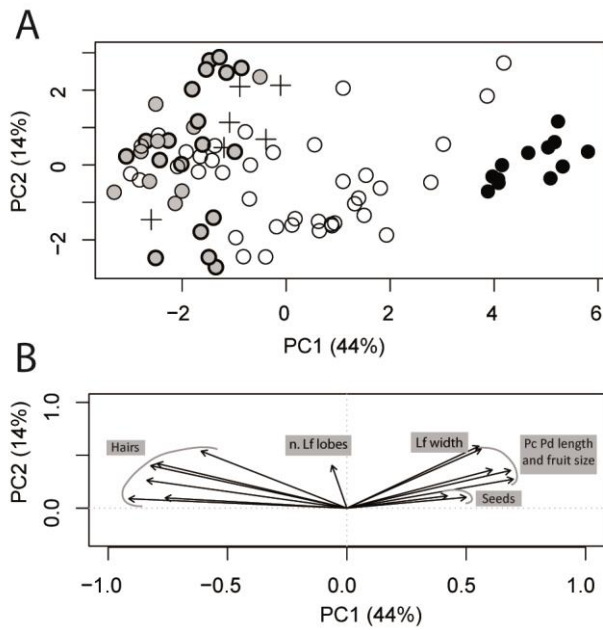 A
PC2 (14%)
2
0
−2
−2
0
2
4
6
PC1 (44%)
B
PC2 (14%)
1.0
0.5
0.0
Hairs
n. Lf lobes
Lf width
Pc Pd length
and fruit size
Seeds
−1.0
−0.5
0.0
0.5
1.0
PC1 (44%)